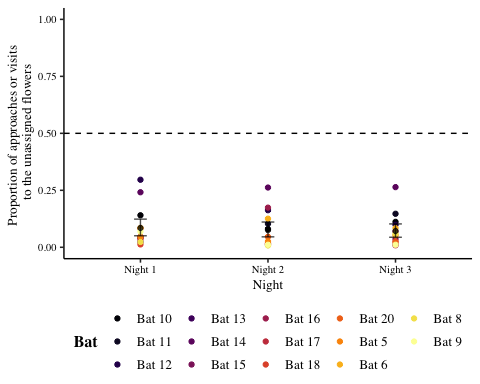 Proportion of approaches or visits
to the unassigned flowers
1.00
0.75
0.50
0.25
0.00
Night 1 Night 2 Night 3
Night
Bat
Bat 10 Bat 13 Bat 16 Bat 20 Bat 8
Bat 11 Bat 14 Bat 17 Bat 5 Bat 9
Bat 12 Bat 15 Bat 18 Bat 6